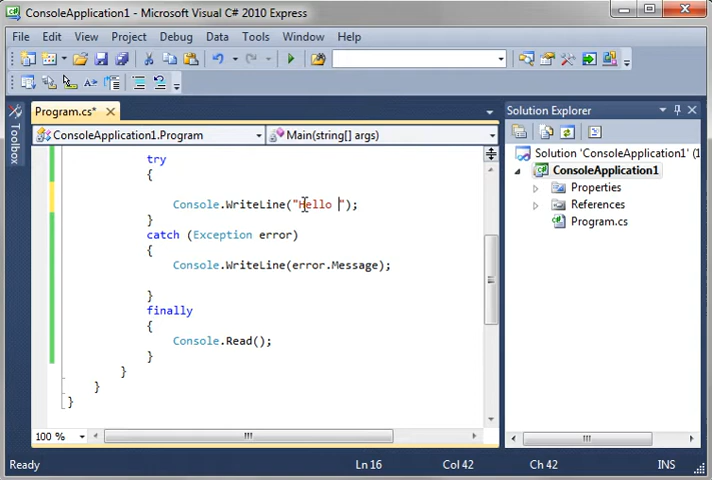 ConsoleApplication1 - Microsoft Visual C# 2010 Express
File Edit View Project Debug Data Tools Window Help
Program.cs*
ConsoleApplication1.Program
Main(string[] args)
Toolbox
try
{
Console.WriteLine("Hello ");
}
catch (Exception error)
{
Console.WriteLine(error.Message);
}
finally
{
Console.Read();
}
}
}
}
100 %
Solution Explorer
Solution 'ConsoleApplication1' (1
ConsoleApplication1
Properties
References
Program.cs
Ready Ln 16 Col 42 Ch 42 INS